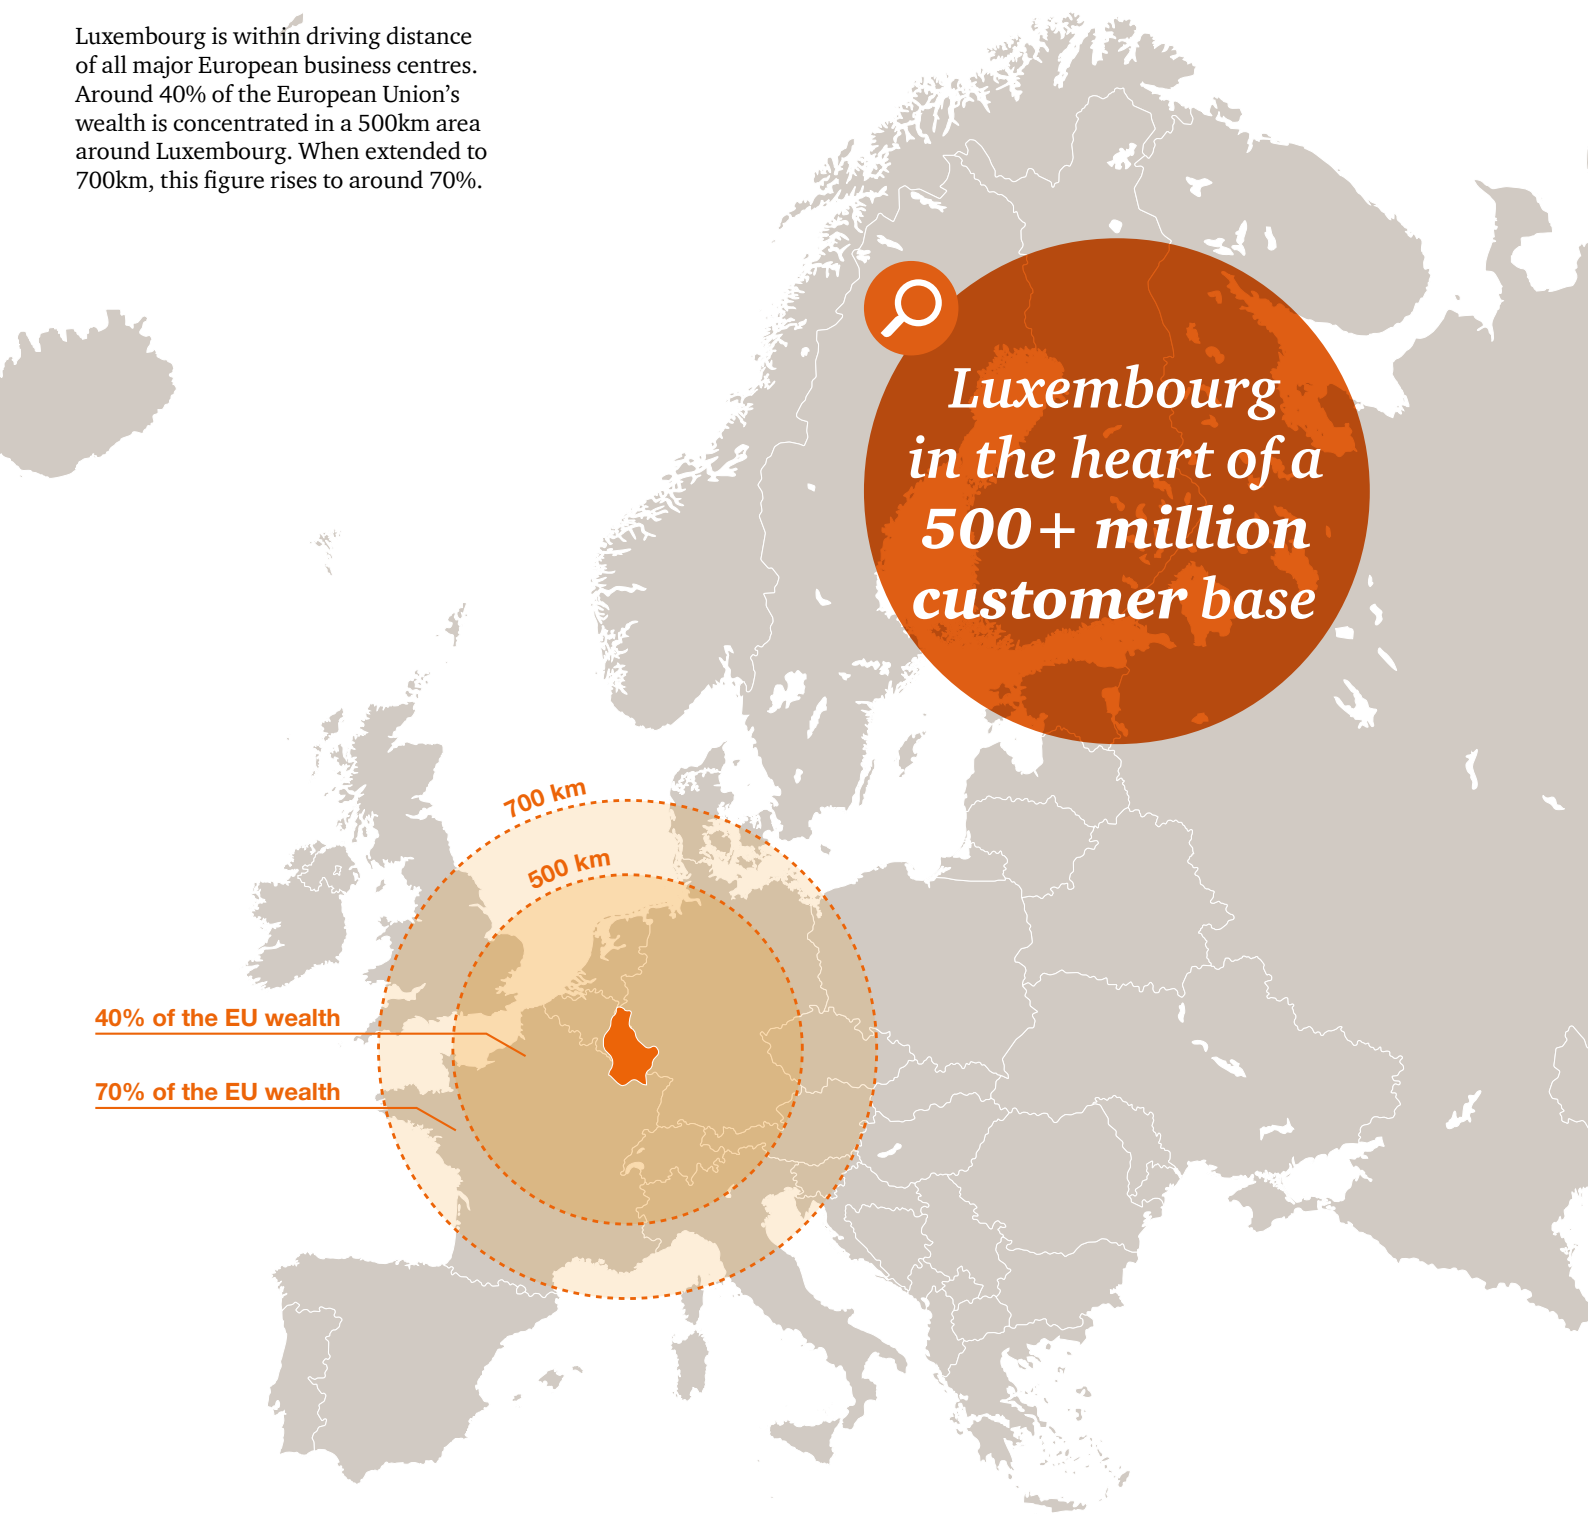 Luxembourg is within driving distance
of all major European business centres.
Around 40% of the European Union’s
wealth is concentrated in a 500km area
around Luxembourg. When extended to
700km, this figure rises to around 70%.
Luxembourg
in the heart of a
500+ million
customer base
700 km
500 km
40% of the EU wealth
70% of the EU wealth